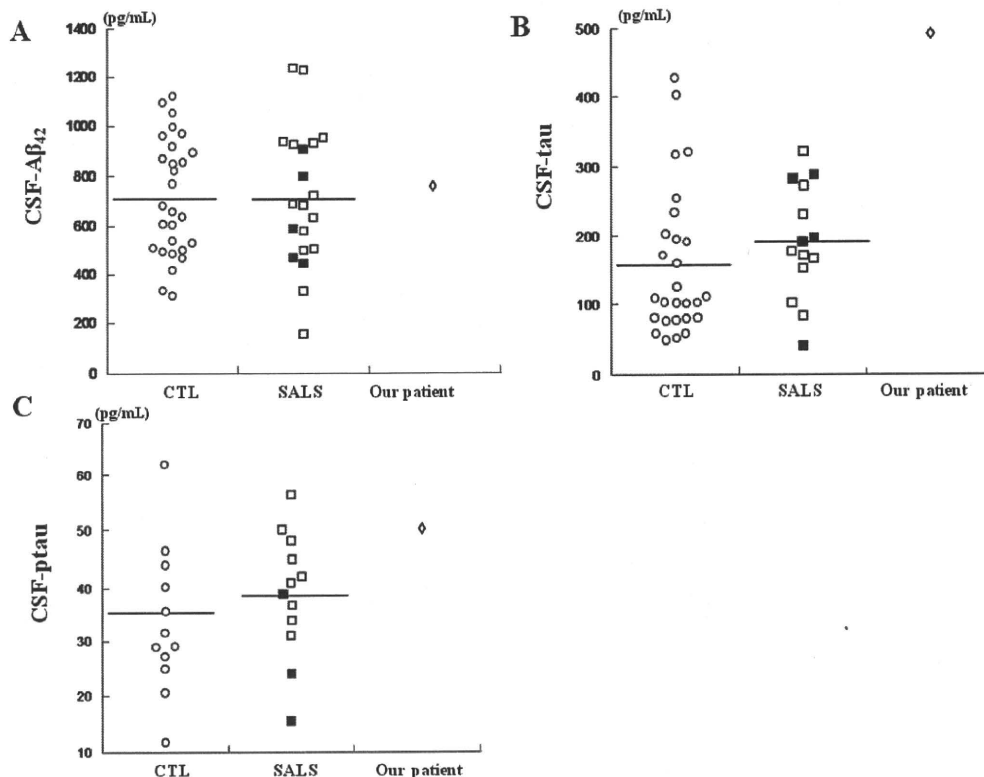 A
(pg/mL)
1400
1200
1000
800
600
400
200
0
CSF-Aβ42
CTL SALS Our patient
B
(pg/mL)
500
400
300
200
100
0
CSF-tau
CTL SALS Our patient
C
(pg/mL)
70
60
50
40
30
20
10
CSF-ptau
CTL SALS Our patient